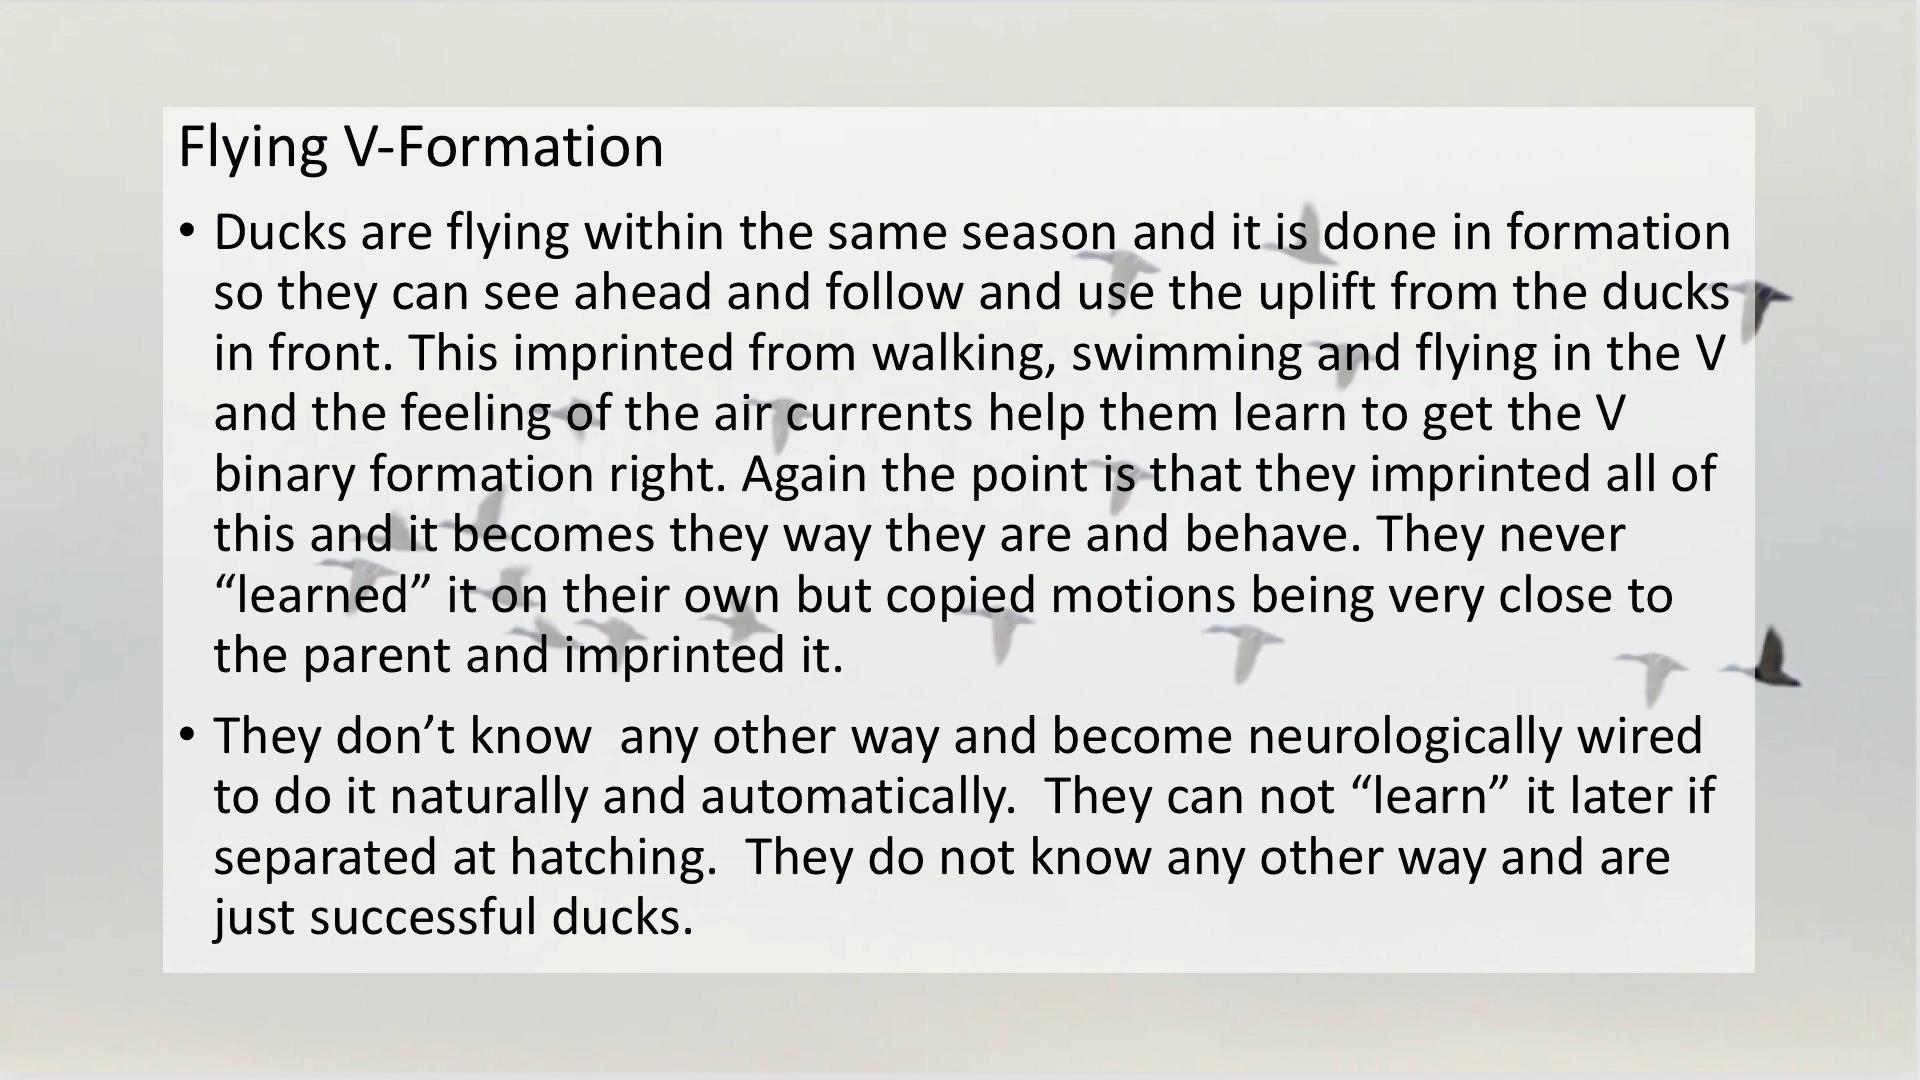 Flying V-Formation
• Ducks are flying within the same season and it is done in formation
so they can see ahead and follow and use the uplift from the ducks
in front. This imprinted from walking, swimming and flying in the V
and the feeling of the air currents help them learn to get the V
binary formation right. Again the point is that they imprinted all of
this and it becomes they way they are and behave. They never
“learned” it on their own but copied motions being very close to
the parent and imprinted it.
• They don’t know  any other way and become neurologically wired
to do it naturally and automatically.  They can not “learn” it later if
separated at hatching.  They do not know any other way and are
just successful ducks.